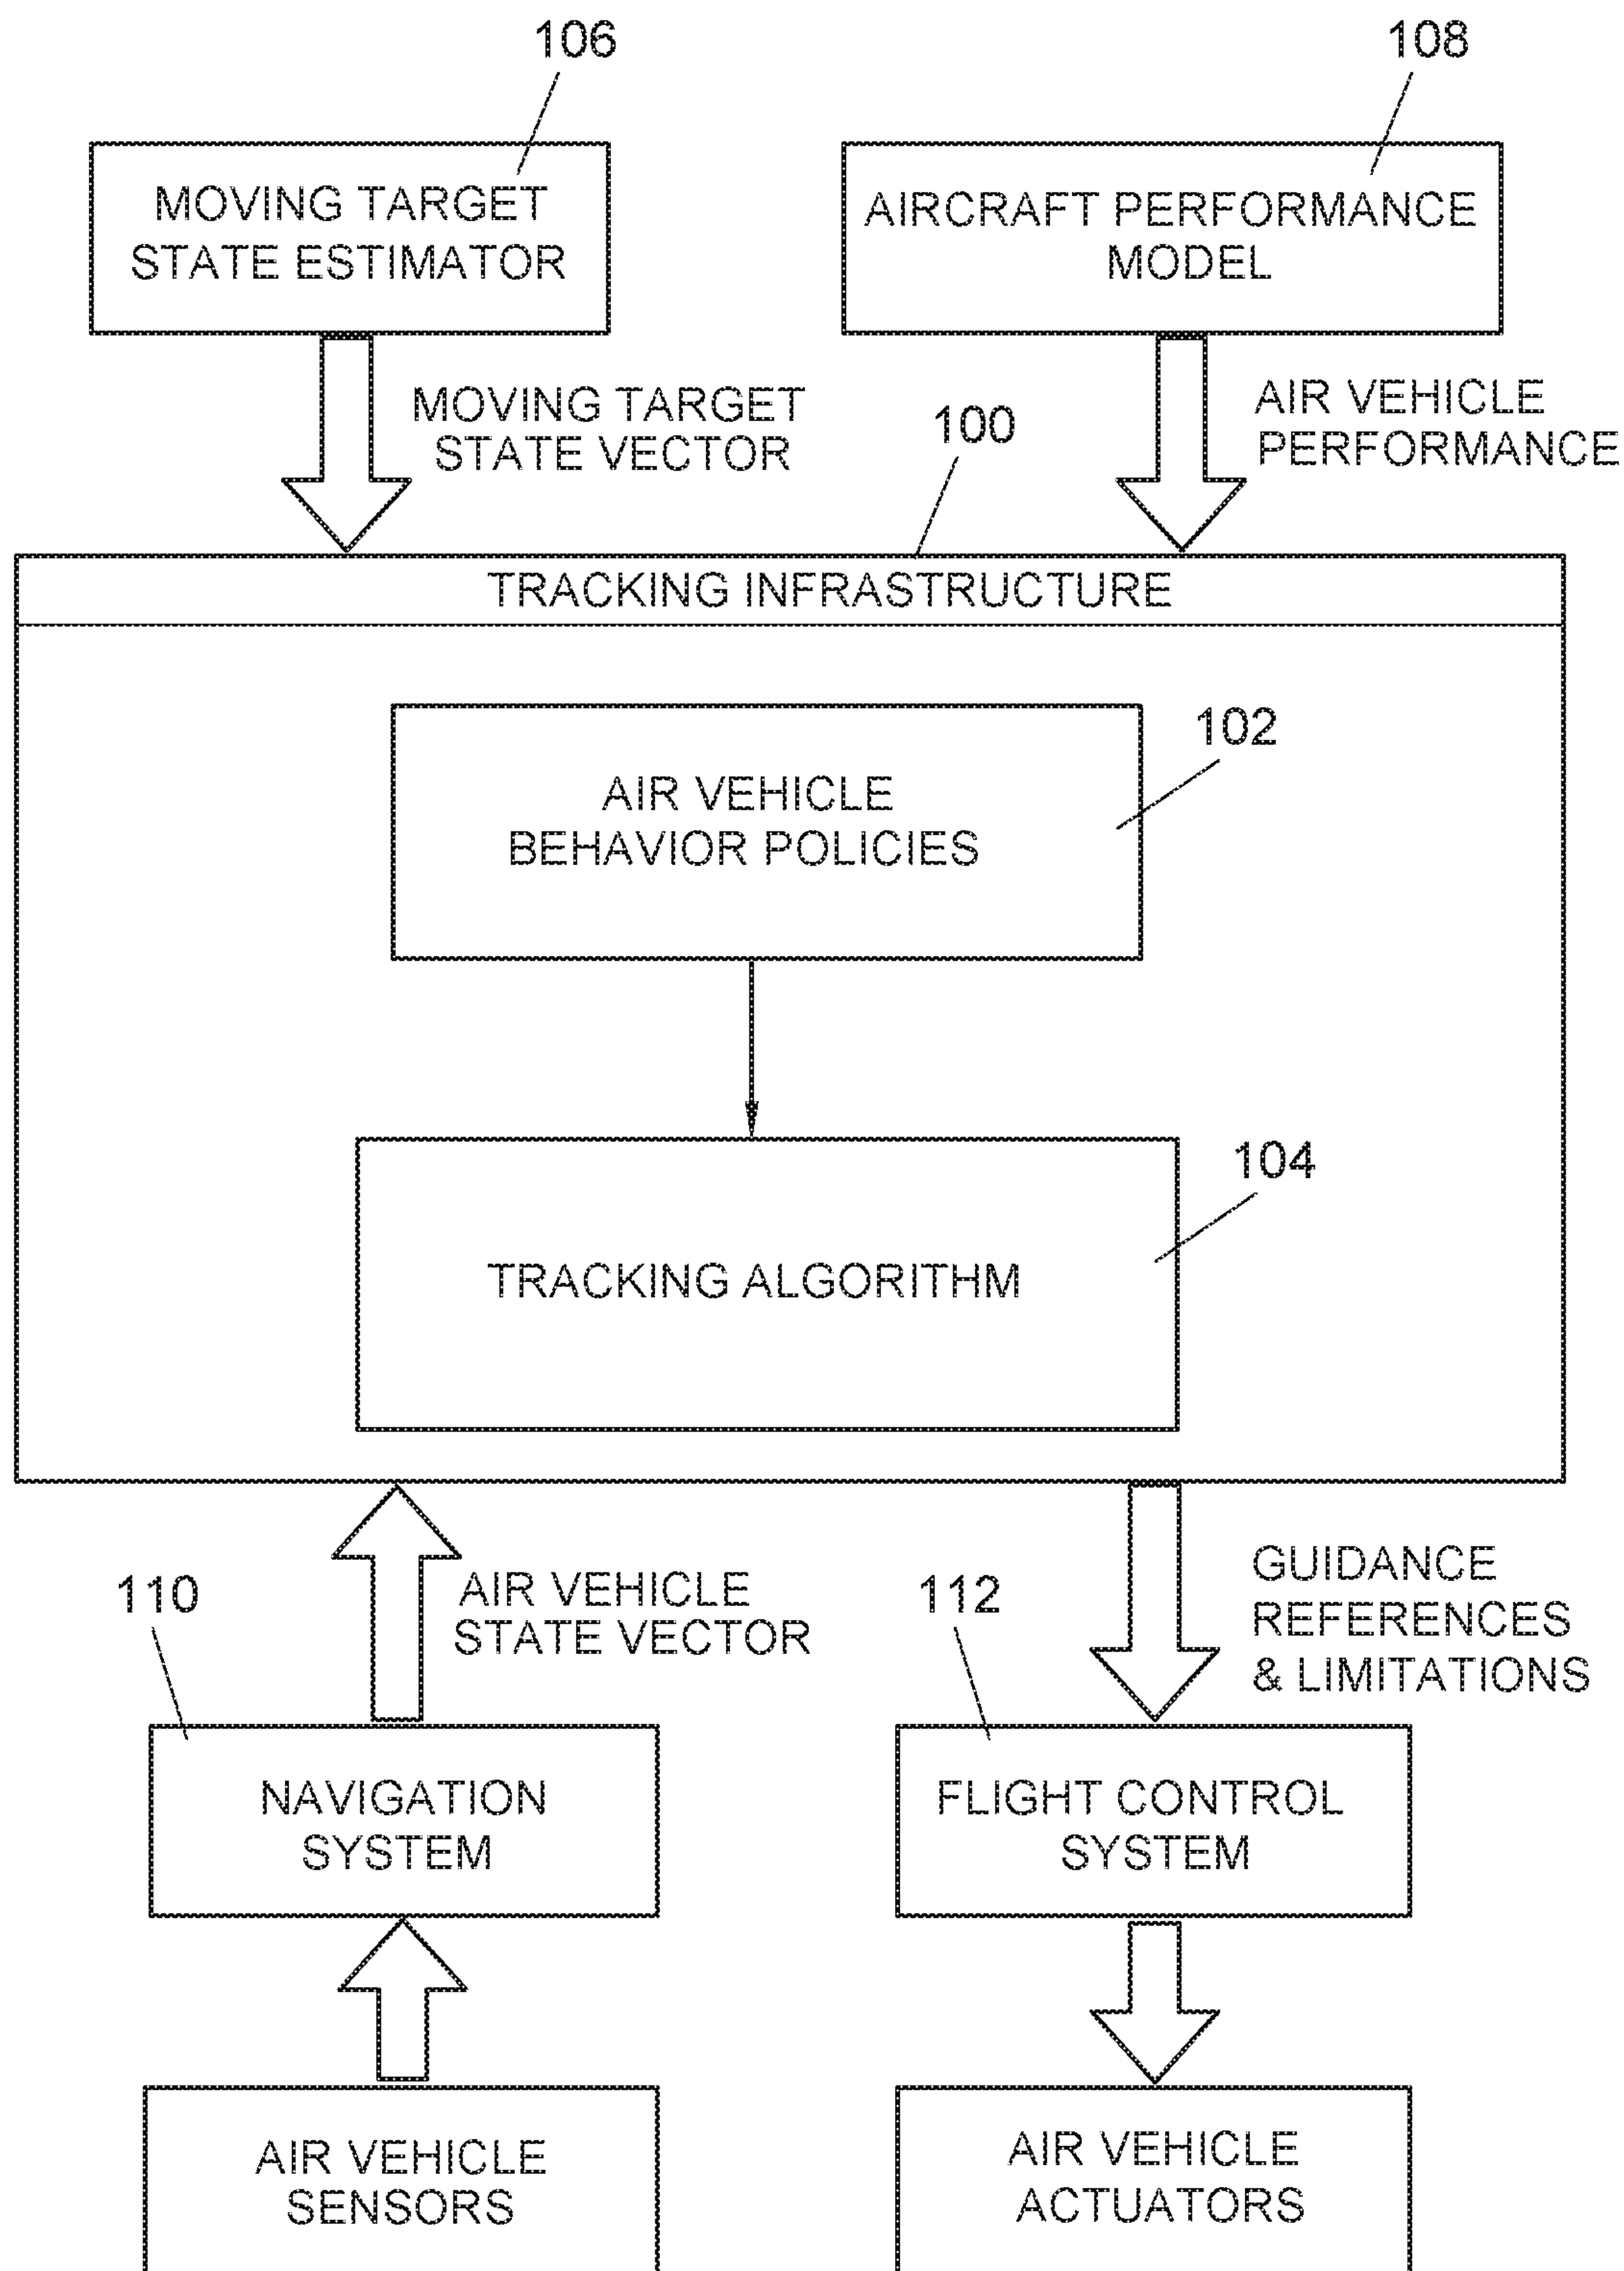 106
108
MOVING TARGET
STATE ESTIMATOR
AIRCRAFT PERFORMANCE
MODEL
MOVING TARGET
STATE VECTOR
100
AIR VEHICLE
PERFORMANCE
TRACKING INFRASTRUCTURE
102
AIR VEHICLE
BEHAVIOR POLICIES
104
TRACKING ALGORITHM
110
AIR VEHICLE
STATE VECTOR
112
GUIDANCE
REFERENCES
& LIMITATIONS
NAVIGATION
SYSTEM
FLIGHT CONTROL
SYSTEM
AIR VEHICLE
SENSORS
AIR VEHICLE
ACTUATORS